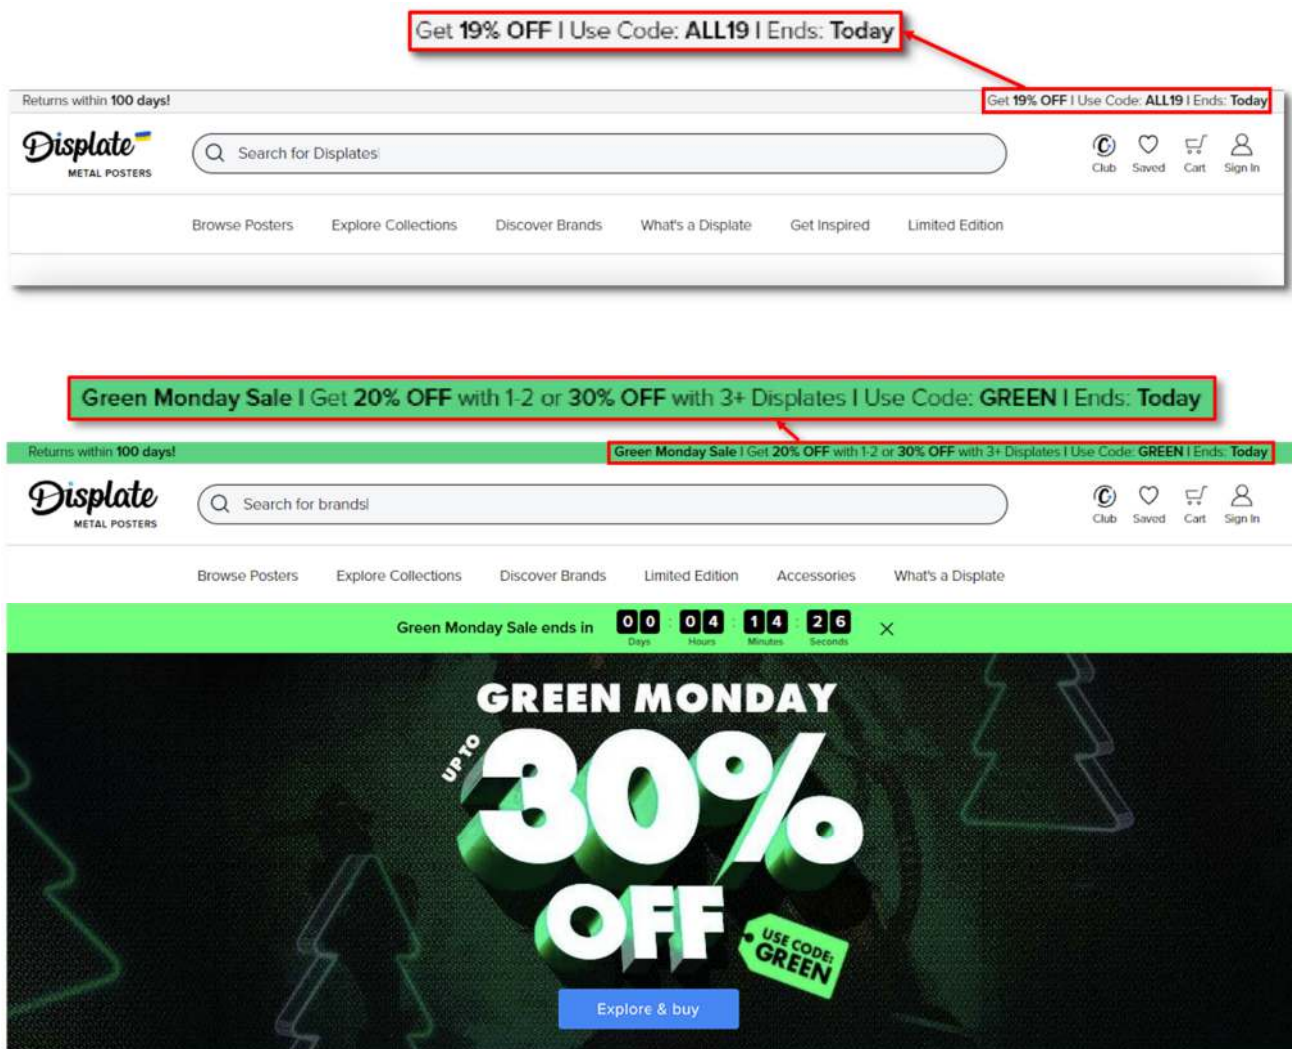 Get 19% OFF I Use Code: ALL19 I Ends: Today
Returns within 100 days!
Get 19% OFF I Use Code: ALL19 I Ends: Today
Displate
METAL POSTERS
Search for Displates
Club Saved Cart Sign In
Browse Posters Explore Collections Discover Brands What's a Displate Get Inspired Limited Edition
Green Monday Sale I Get 20% OFF with 1-2 or 30% OFF with 3+ Displates I Use Code: GREEN I Ends: Today
Returns within 100 days!
Green Monday Sale I Get 20% OFF with 1-2 or 30% OFF with 3+ Displates I Use Code: GREEN I Ends: Today
Displate
METAL POSTERS
Search for brands
Club Saved Cart Sign In
Browse Posters Explore Collections Discover Brands Limited Edition Accessories What's a Displate
Green Monday Sale ends in 00 : 04 : 14 : 26
Days Hours Minutes Seconds
GREEN MONDAY
UP TO
30%
OFF
USE CODE:
GREEN
Explore & buy